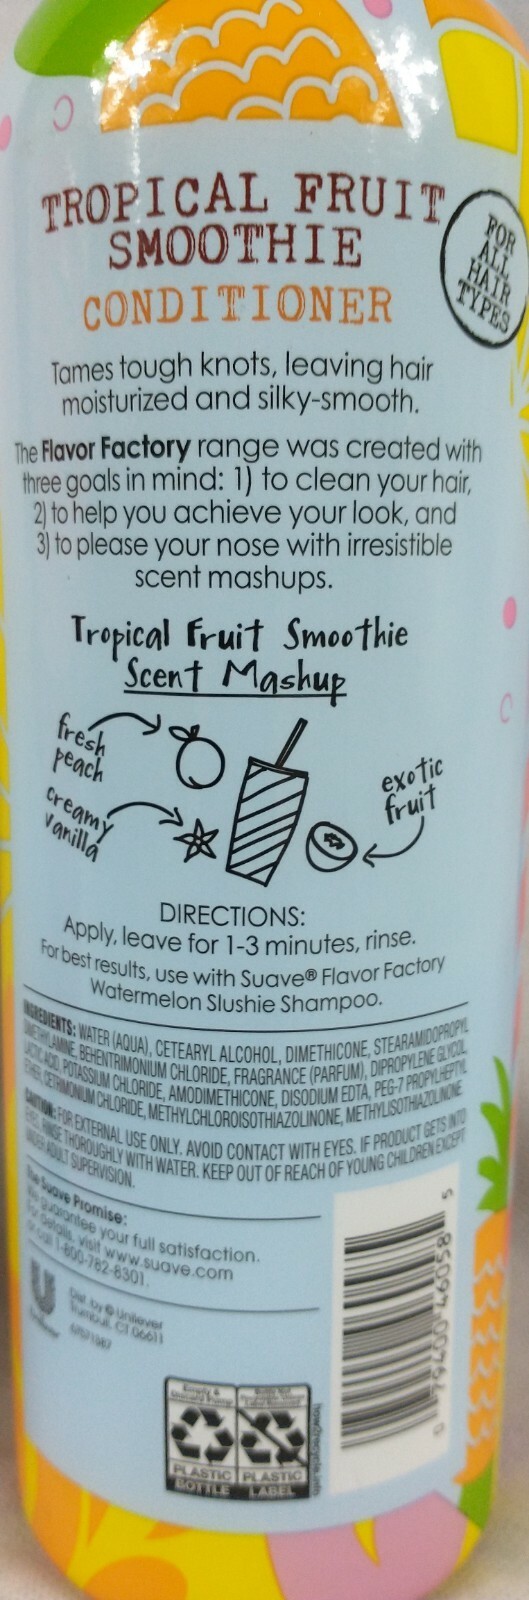 TROPICAL FRUIT
SMOOTHIE
CONDITIONER
FOR
ALL
HAIR
TYPES
Tames tough knots, leaving hair
moisturized and silky-smooth.
The Flavor Factory range was created with
three goals in mind: 1) to clean your hair,
2) to help you achieve your look, and
3) to please your nose with irresistible
scent mashups.
Tropical Fruit Smoothie
Scent Mashup
fresh
peach
creamy
vanilla
exotic
fruit
DIRECTIONS:
Apply, leave for 1-3 minutes, rinse.
For best results, use with Suave® Flavor Factory
Watermelon Slushie Shampoo.
INGREDIENTS: WATER (AQUA), CETEARYL ALCOHOL, DIMETHICONE, STEARAMIDOPROPYL
DIMETHYLAMINE, BEHENTRIMONIUM CHLORIDE, FRAGRANCE (PARFUM), DIPROPYLENE GLYCOL,
LACTIC ACID, POTASSIUM CHLORIDE, AMODIMETHICONE, DISODIUM EDTA, PEG-7 PROPYLHEPTYL
ETHER, CETRIMONIUM CHLORIDE, METHYLCHLOROISOTHIAZOLINONE, METHYLISOTHIAZOLINONE
CAUTION: FOR EXTERNAL USE ONLY. AVOID CONTACT WITH EYES. IF PRODUCT GETS INTO
EYES, RINSE THOROUGHLY WITH WATER. KEEP OUT OF REACH OF YOUNG CHILDREN EXCEPT
UNDER ADULT SUPERVISION.
The Suave Promise:
We guarantee your full satisfaction.
For details, visit www.suave.com
or call 1-800-782-8301.
Unilever
Dist. by © Unilever
Trumbull, CT 06611
0 79400 46058 5
PLASTIC
BOTTLE
PLASTIC
LABEL
how2recycle.info